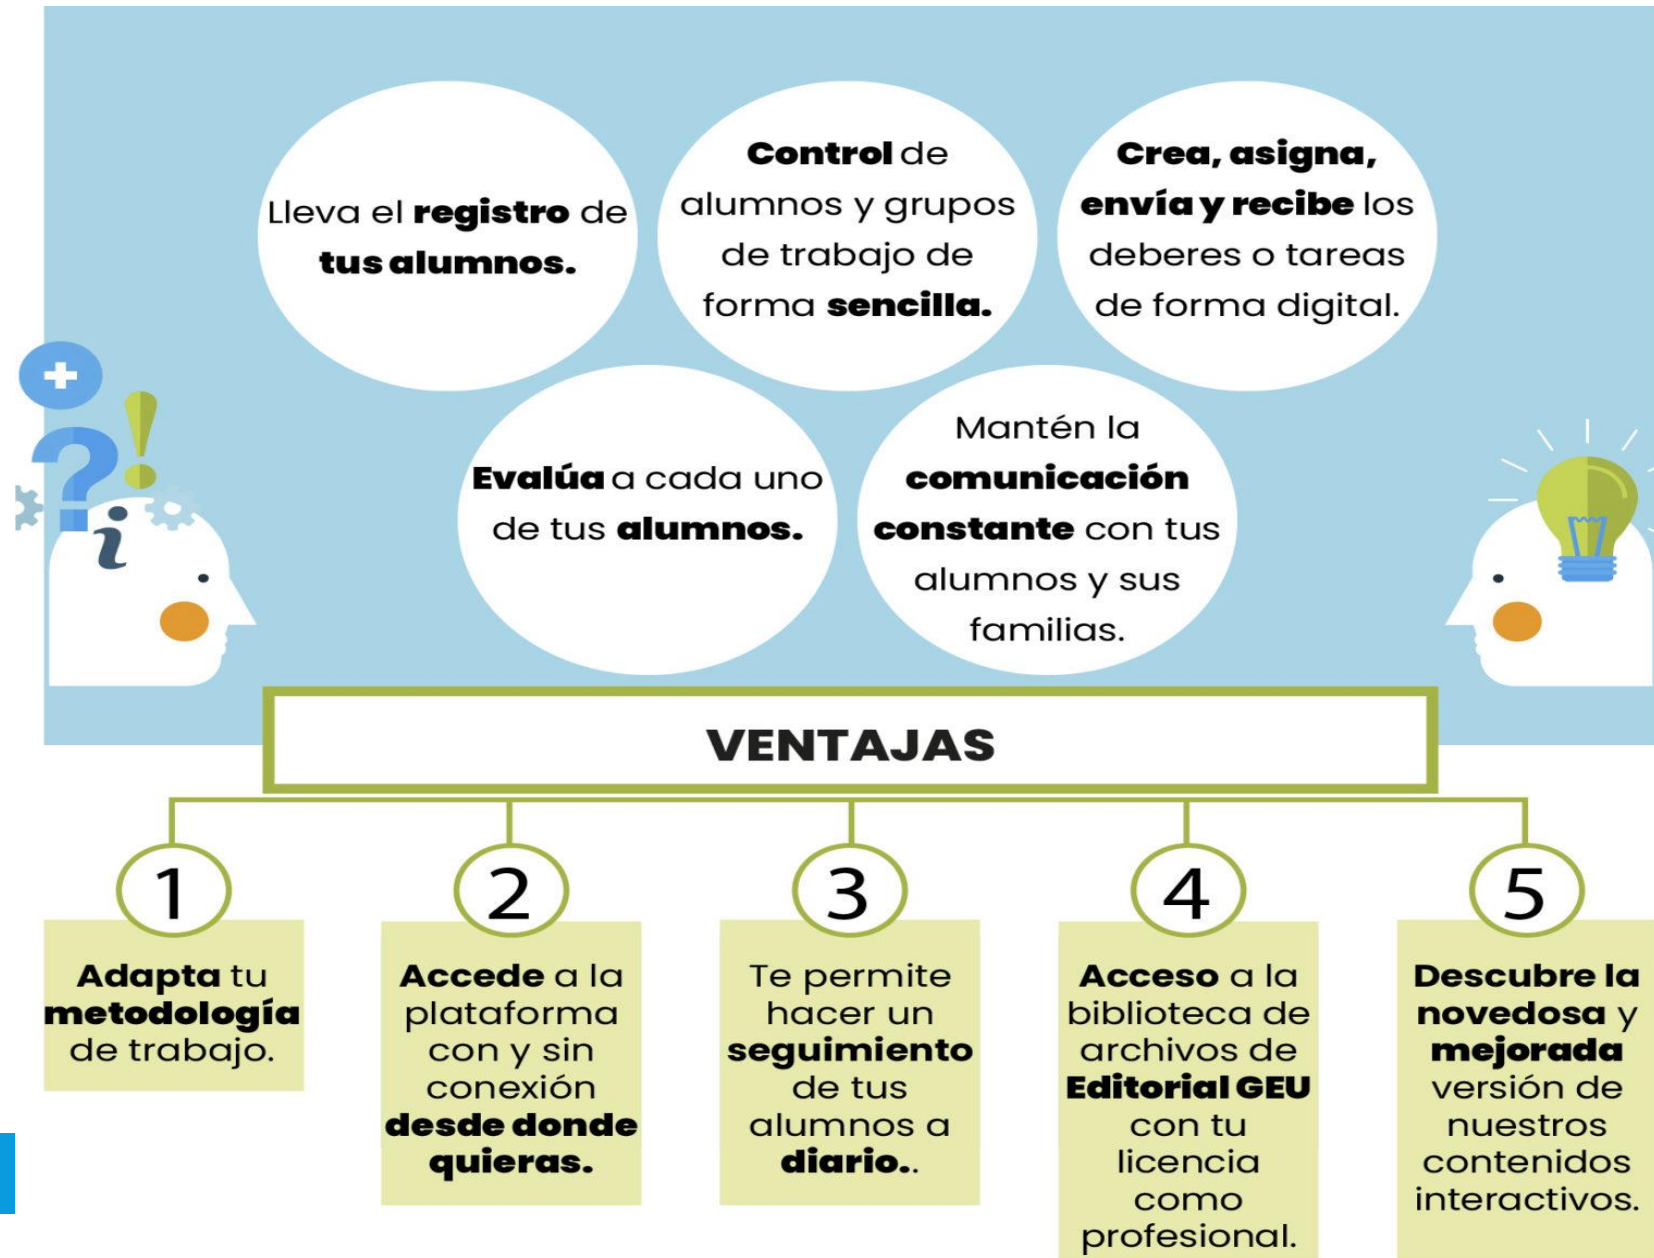 Lleva el registro de
tus alumnos.
Control de
alumnos y grupos
de trabajo de
forma sencilla.
Crea, asigna,
envía y recibe los
deberes o tareas
de forma digital.
Evalúa a cada uno
de tus alumnos.
Mantén la
comunicación
constante con tus
alumnos y sus
familias.
+
?
!
i
VENTAJAS
1
Adapta tu
metodología
de trabajo.
2
Accede a la
plataforma
con y sin
conexión
desde donde
quieras.
3
Te permite
hacer un
seguimiento
de tus
alumnos a
diario..
4
Acceso a la
biblioteca de
archivos de
Editorial GEU
con tu
licencia
como
profesional.
5
Descubre la
novedosa y
mejorada
versión de
nuestros
contenidos
interactivos.